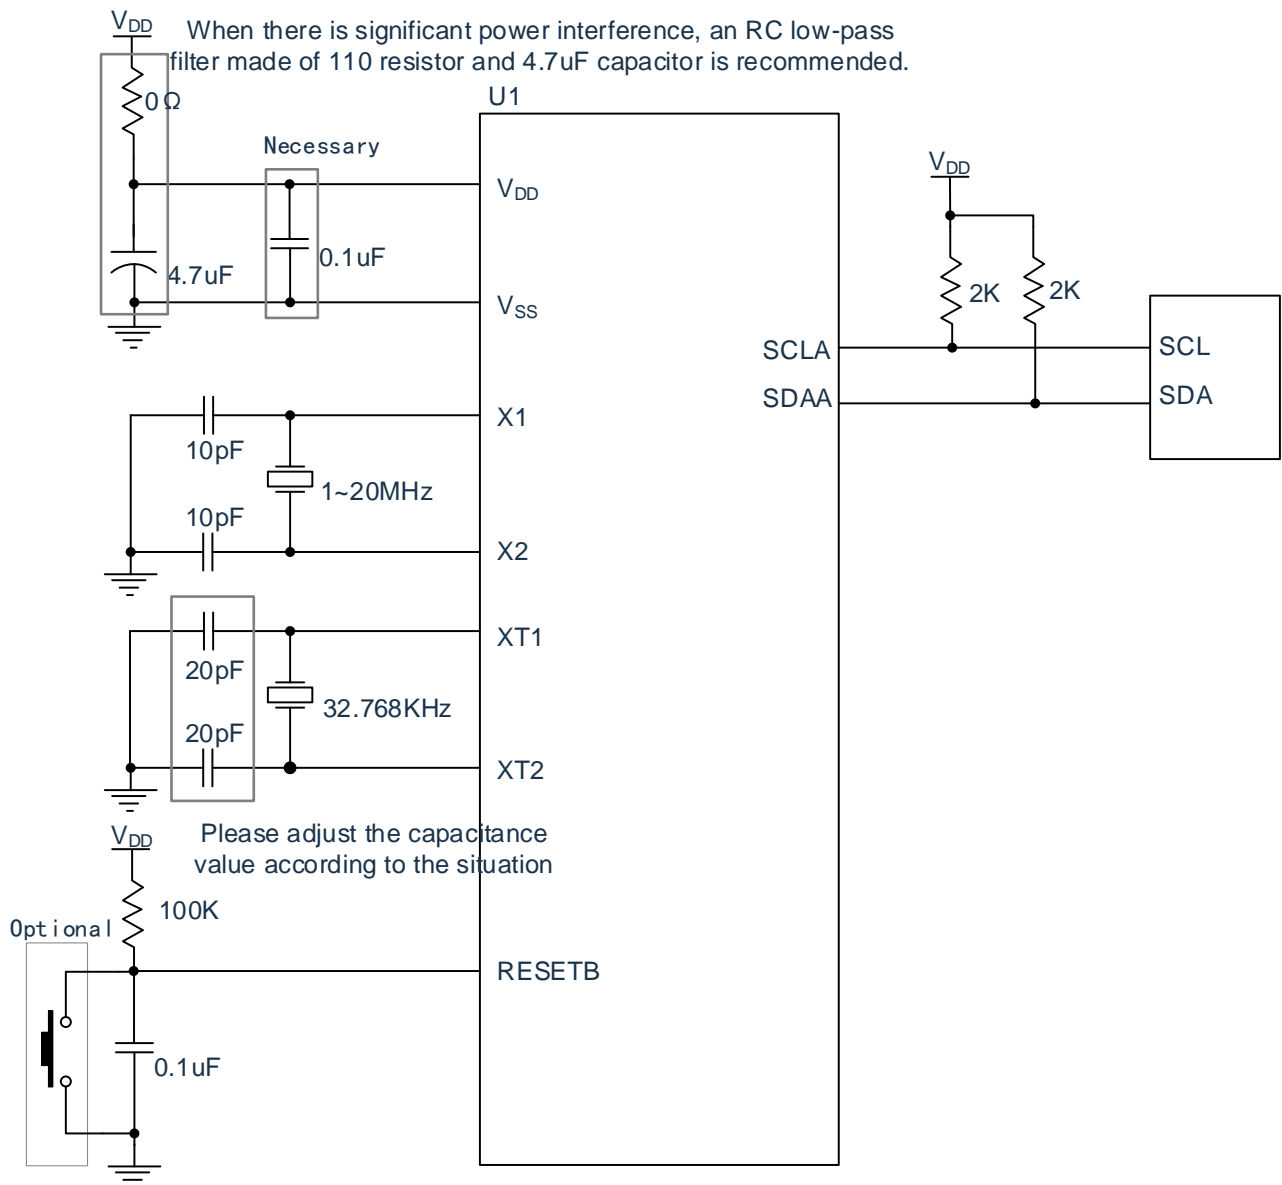 VDD
When there is significant power interference, an RC low-pass
filter made of 110 resistor and 4.7uF capacitor is recommended.
0Ω
U1
Necessary
VDD
VDD
0.1uF
4.7uF
VSS
2K
2K
SCLA
SCL
SDAA
SDA
X1
10pF
1~20MHz
10pF
X2
XT1
20pF
32.768KHz
20pF
XT2
VDD
Please adjust the capacitance
value according to the situation
100K
Optional
RESETB
0.1uF